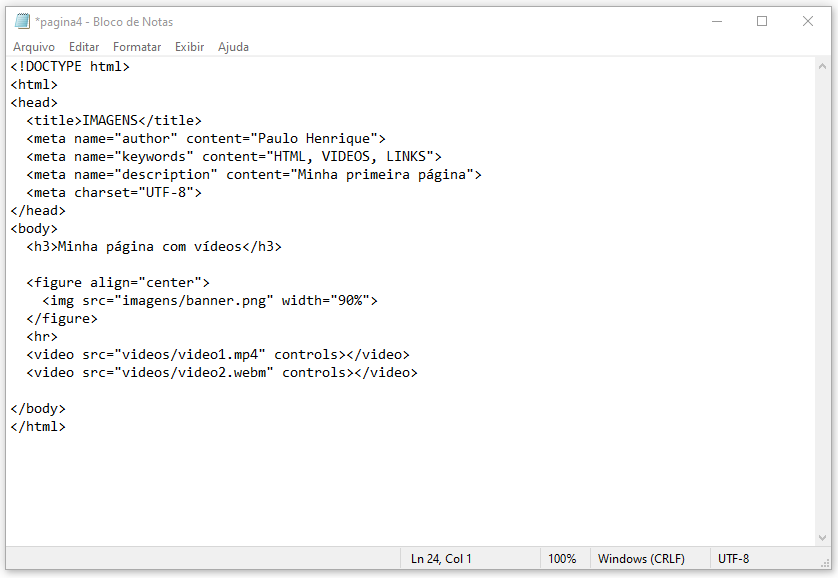 *pagina4 - Bloco de Notas
Arquivo Editar Formatar Exibir Ajuda
<!DOCTYPE html>
<html>
<head>
  <title>IMAGENS</title>
  <meta name="author" content="Paulo Henrique">
  <meta name="keywords" content="HTML, VIDEOS, LINKS">
  <meta name="description" content="Minha primeira página">
  <meta charset="UTF-8">
</head>
<body>
  <h3>Minha página com vídeos</h3>

  <figure align="center">
    <img src="imagens/banner.png" width="90%">
  </figure>
  <hr>
  <video src="videos/video1.mp4" controls></video>
  <video src="videos/video2.webm" controls></video>

</body>
</html>
Ln 24, Col 1 100% Windows (CRLF) UTF-8